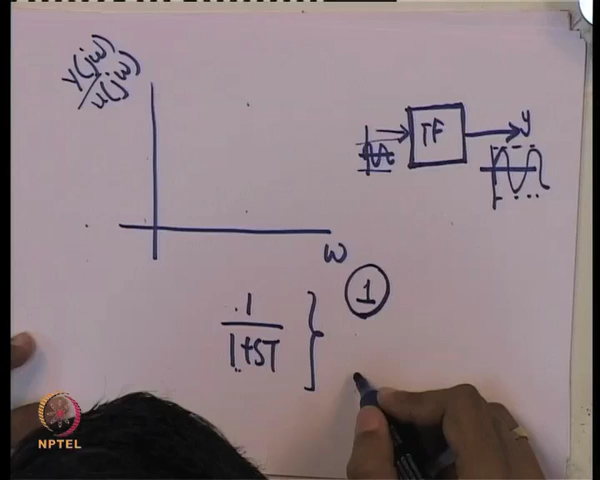 y(jω)/x(jω)
TF
y
ω
1
1
1+ST
NPTEL